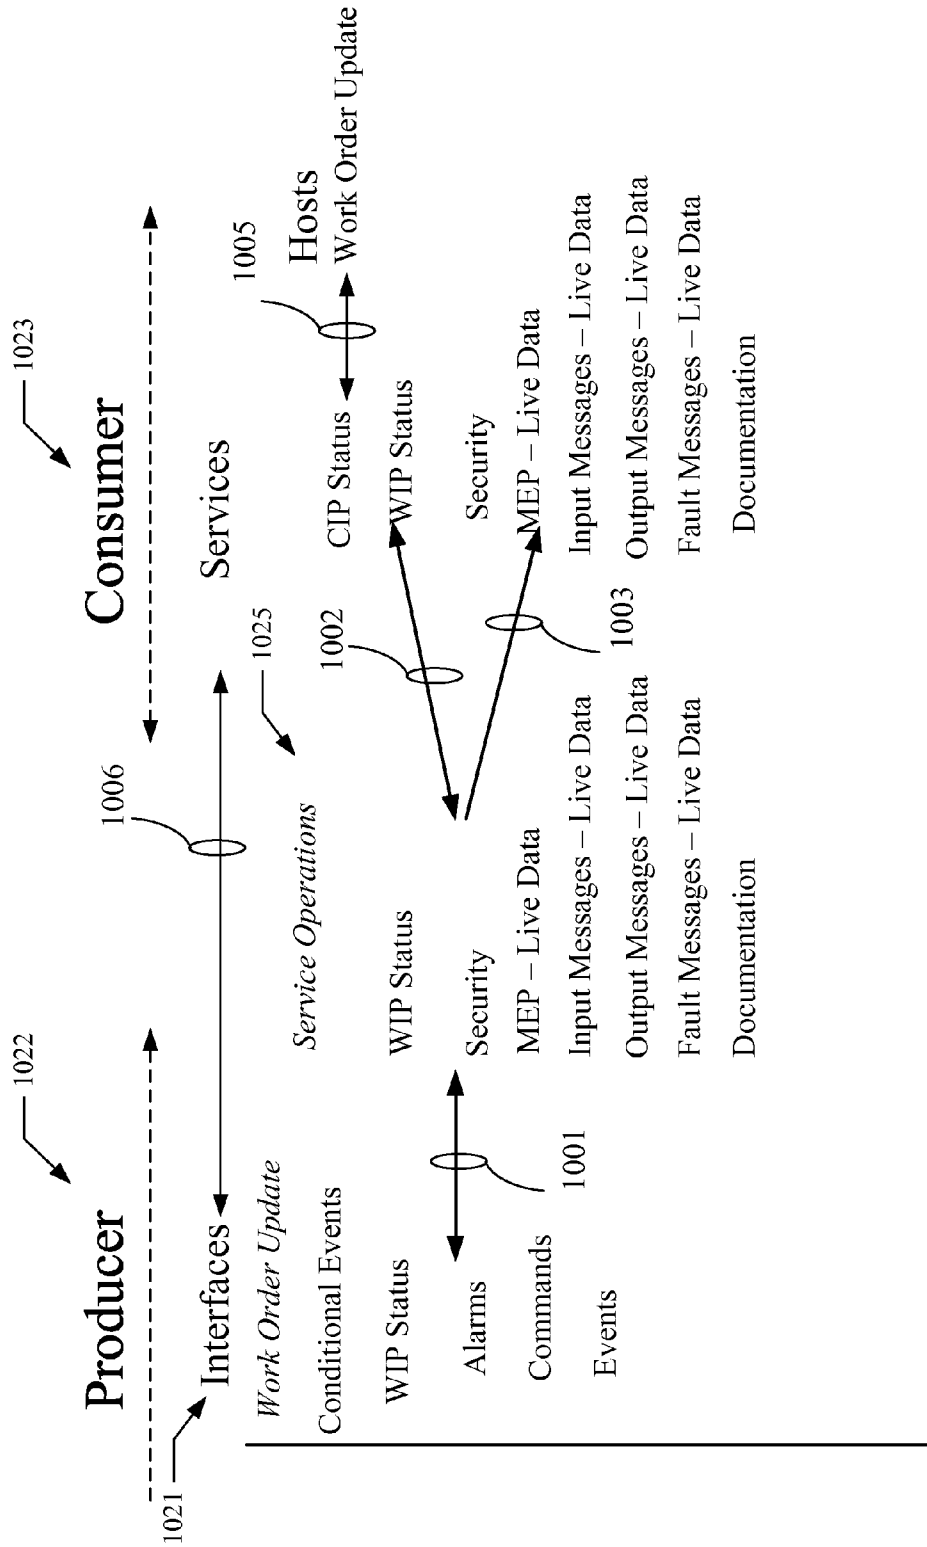 1022
1023
Producer
Consumer
1006
1021
Interfaces
Services
1025
Work Order Update
Service Operations
1005
Hosts
Conditional Events
1002
CIP Status
Work Order Update
WIP Status
WIP Status
WIP Status
Alarms
Security
Security
Commands
MEP – Live Data
MEP – Live Data
1001
Events
Input Messages – Live Data
Input Messages – Live Data
1003
Output Messages – Live Data
Output Messages – Live Data
Fault Messages – Live Data
Fault Messages – Live Data
Documentation
Documentation